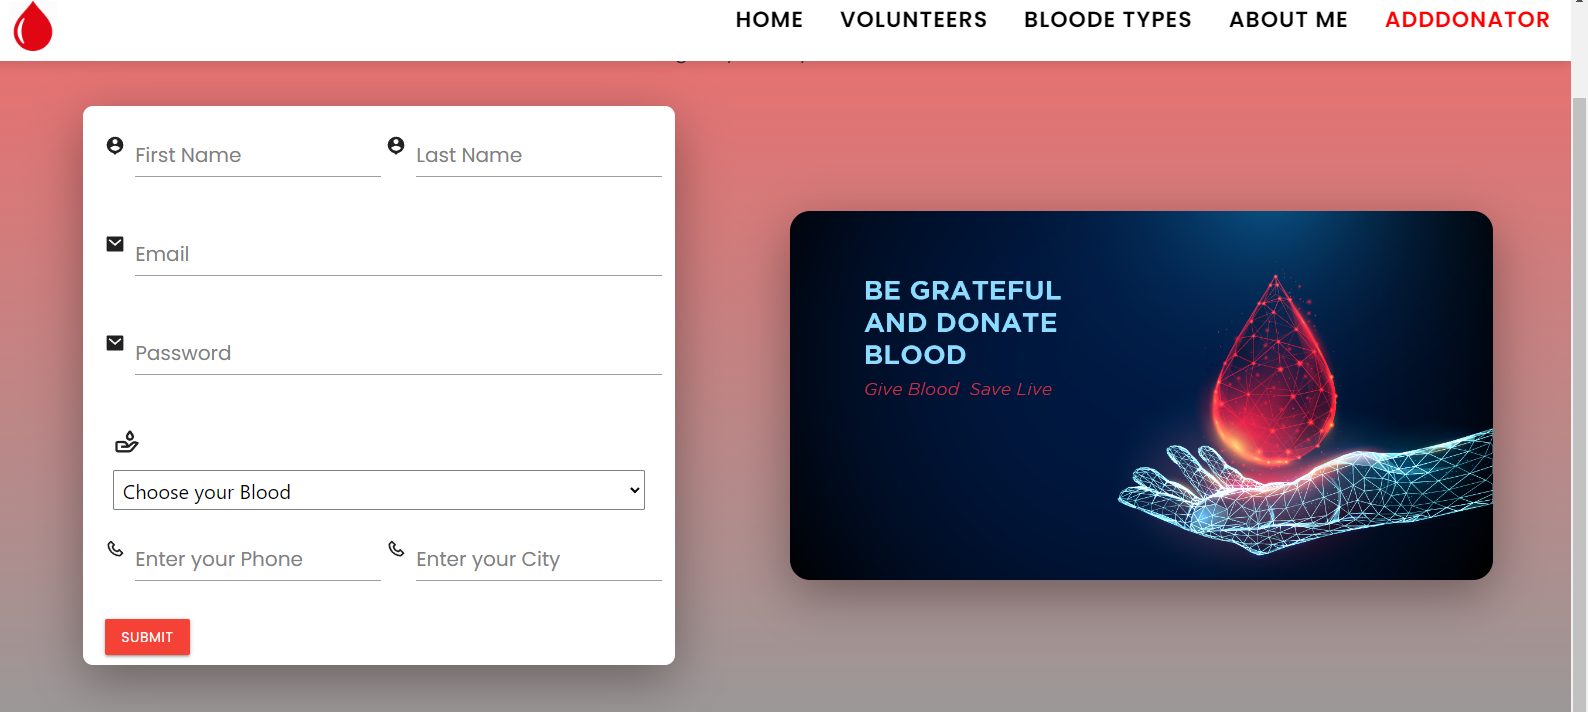 HOME VOLUNTEERS BLOODE TYPES ABOUT ME ADDDONATOR
First Name Last Name
Email
Password
Choose your Blood
Enter your Phone Enter your City
SUBMIT
BE GRATEFUL
AND DONATE
BLOOD
Give Blood Save Live